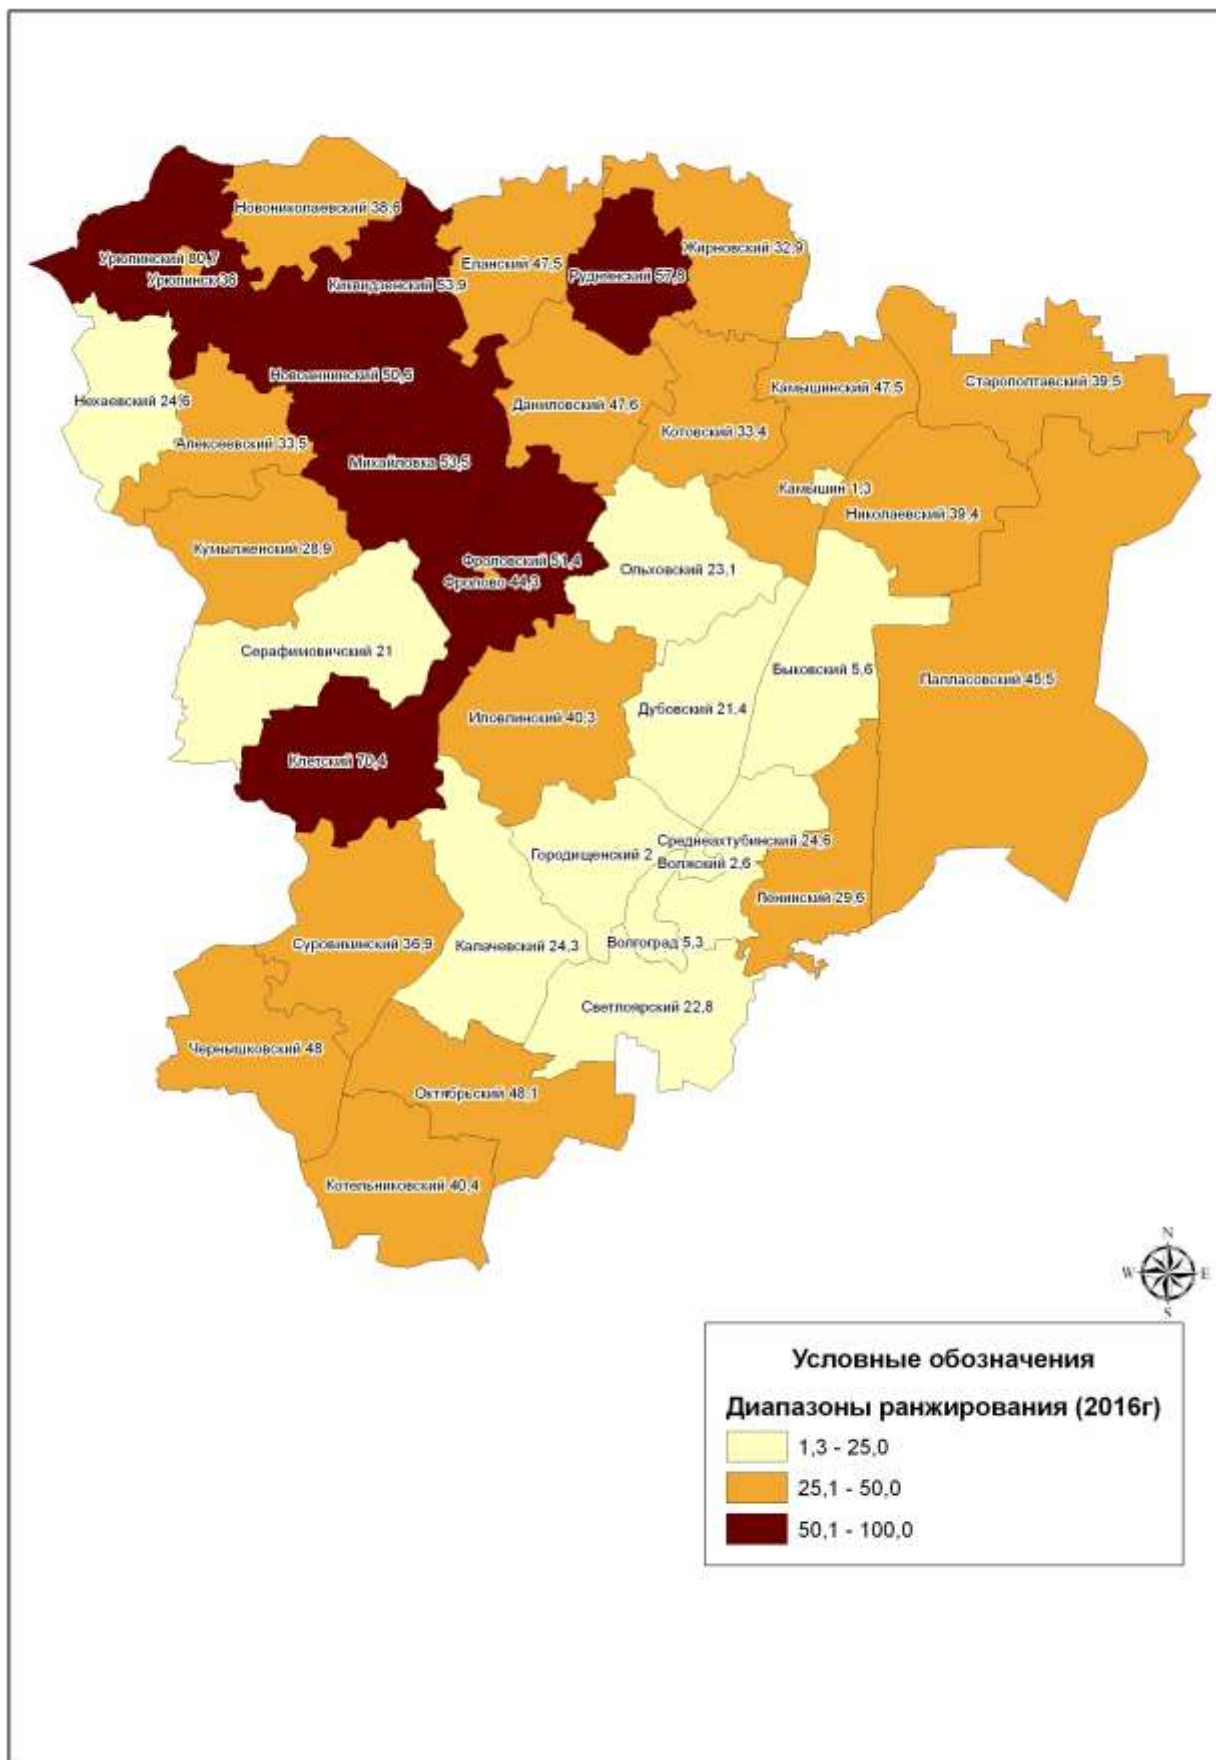 Новониколаевский 38,6
Жирновский 32,9
Урюпинский 80,7
Еланский 47,5
Руднянский 57,8
Урюпинск 36
Киквидзенский 53,9
Новоаннинский 50,5
Старополтавский 39,5
Камышинский 47,5
Нехаевский 24,6
Даниловский 47,6
Котовский 33,4
Алексеевский 33,5
Михайловка 53,5
Камышин 1,3
Николаевский 39,4
Кумылженский 28,9
Фроловский 51,4
Фролово 44,3
Ольховский 23,1
Серафимовичский 21
Быковский 5,6
Палласовский 45,5
Дубовский 21,4
Иловлинский 40,3
Клетский 70,4
Среднеахтубинский 24,6
Городищенский 2
Волжский 2,6
Ленинский 29,6
Суровикинский 36,9
Калачевский 24,3
Волгоград 5,3
Светлоярский 22,8
Чернышковский 48
Октябрьский 48,1
Котельниковский 40,4
N
W E
S
Условные обозначения
Диапазоны ранжирования (2016г)
1,3 - 25,0
25,1 - 50,0
50,1 - 100,0